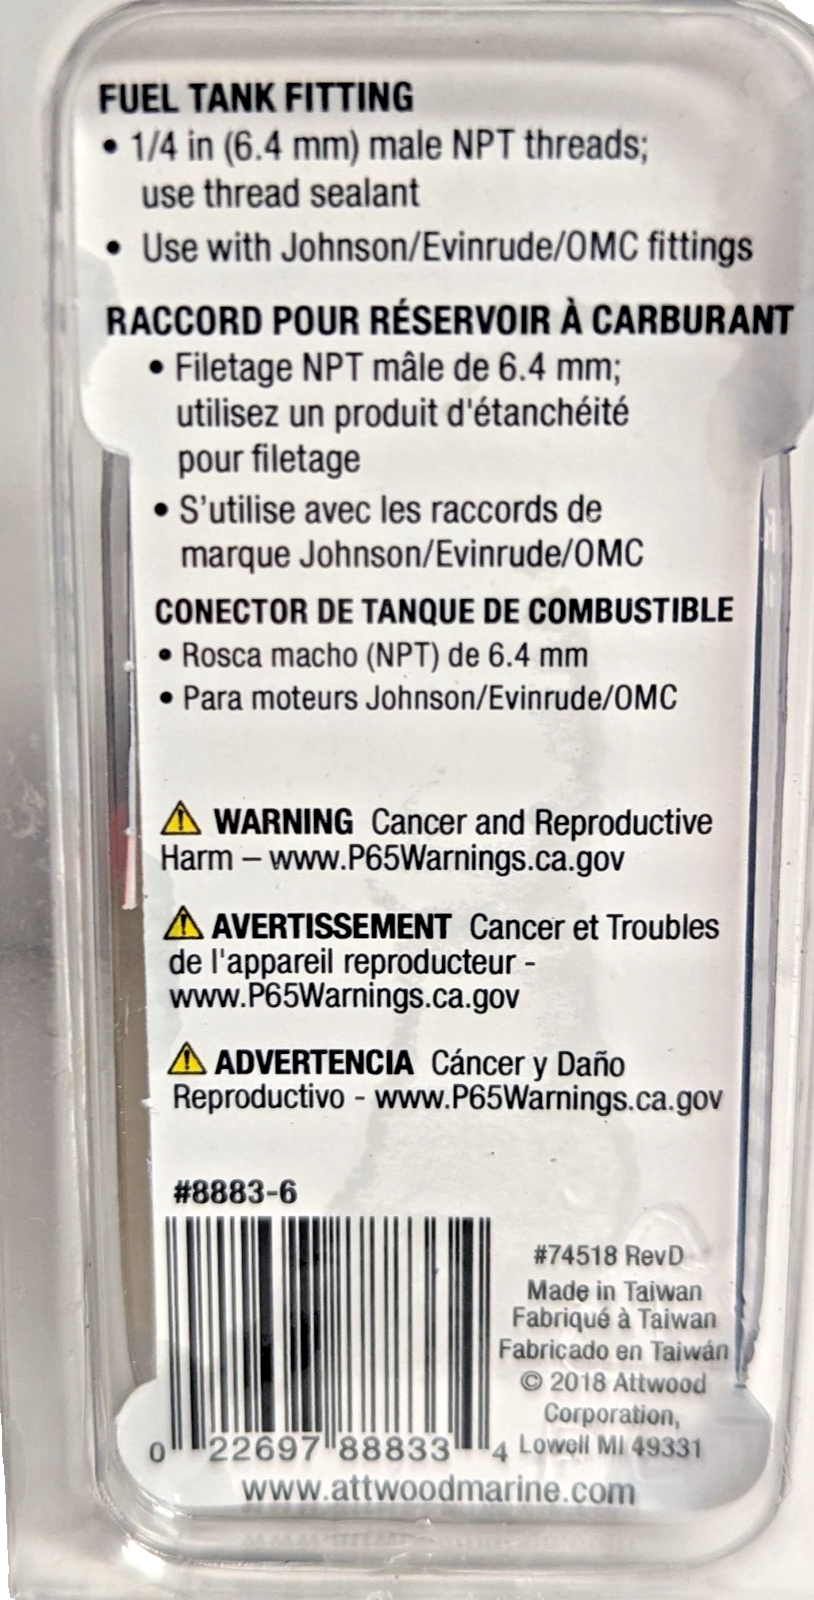 FUEL TANK FITTING
• 1/4 in (6.4 mm) male NPT threads;
use thread sealant
• Use with Johnson/Evinrude/OMC fittings
RACCORD POUR RÉSERVOIR À CARBURANT
• Filetage NPT mâle de 6.4 mm;
utilisez un produit d'étanchéité
pour filetage
• S'utilise avec les raccords de
marque Johnson/Evinrude/OMC
CONECTOR DE TANQUE DE COMBUSTIBLE
• Rosca macho (NPT) de 6.4 mm
• Para moteurs Johnson/Evinrude/OMC
WARNING Cancer and Reproductive
Harm – www.P65Warnings.ca.gov
AVERTISSEMENT Cancer et Troubles
de l'appareil reproducteur -
www.P65Warnings.ca.gov
ADVERTENCIA Cáncer y Daño
Reproductivo - www.P65Warnings.ca.gov
#8883-6
0 22697 88833 4
#74518 RevD
Made in Taiwan
Fabriqué à Taiwan
Fabricado en Taiwán
© 2018 Attwood
Corporation,
Lowell MI 49331
www.attwoodmarine.com